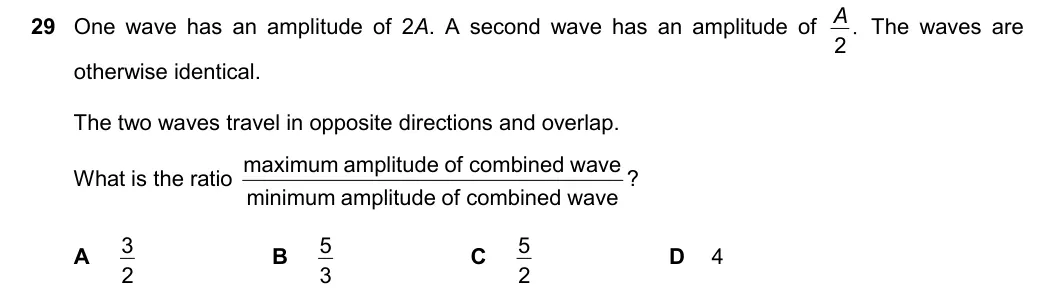 29 One wave has an amplitude of 2A. A second wave has an amplitude of A/2. The waves are
otherwise identical.
The two waves travel in opposite directions and overlap.
What is the ratio maximum amplitude of combined wave / minimum amplitude of combined wave ?
A 3/2 B 5/3 C 5/2 D 4